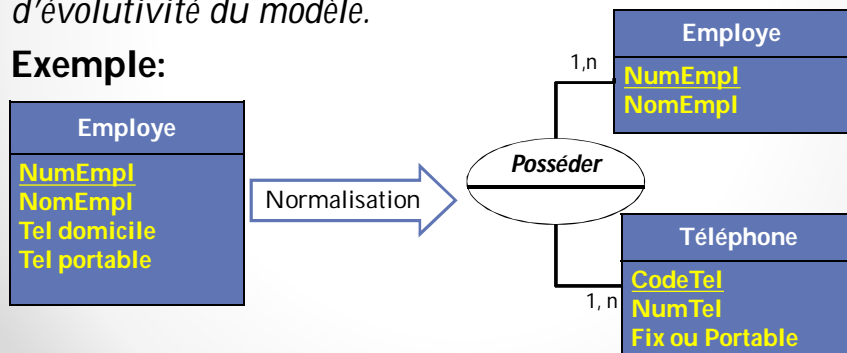 d'évolutivité du modèle.
Exemple:
Employe
NumEmpl
NomEmpl
Tel domicile
Tel portable
Normalisation
1,n
Employe
NumEmpl
NomEmpl
Posséder
1, n
Téléphone
CodeTel
NumTel
Fix ou Portable